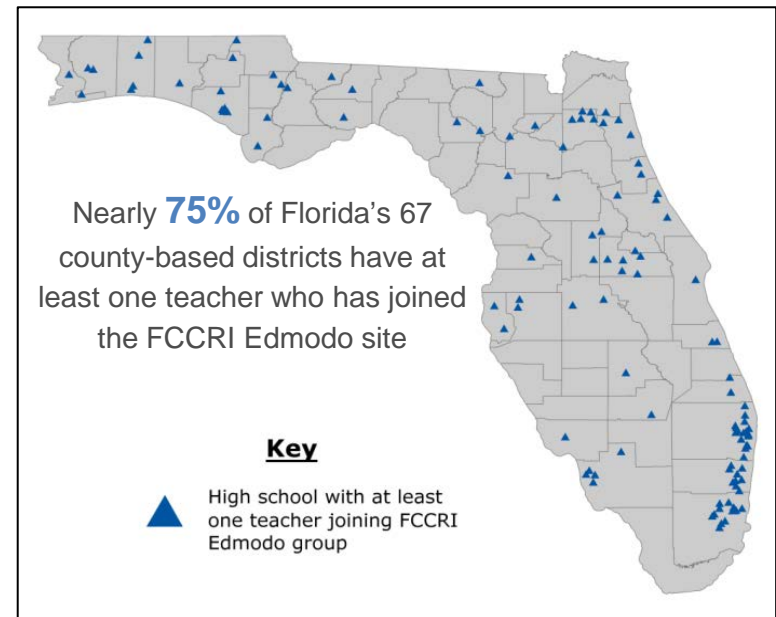 Nearly 75% of Florida's 67
county-based districts have at
least one teacher who has joined
the FCCRI Edmodo site
Key
High school with at least
one teacher joining FCCRI
Edmodo group